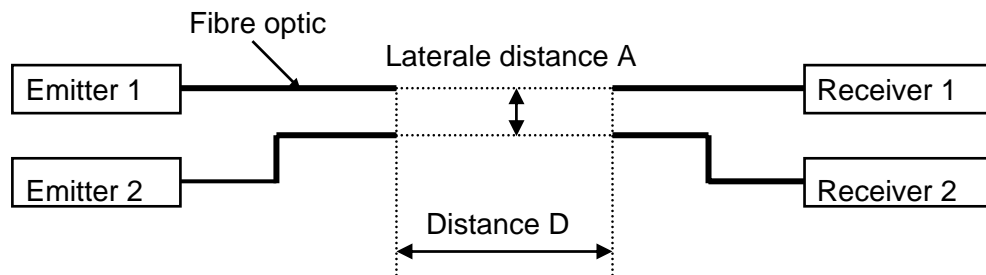 Fibre optic
Laterale distance A
Emitter 1
Receiver 1
Emitter 2
Receiver 2
Distance D